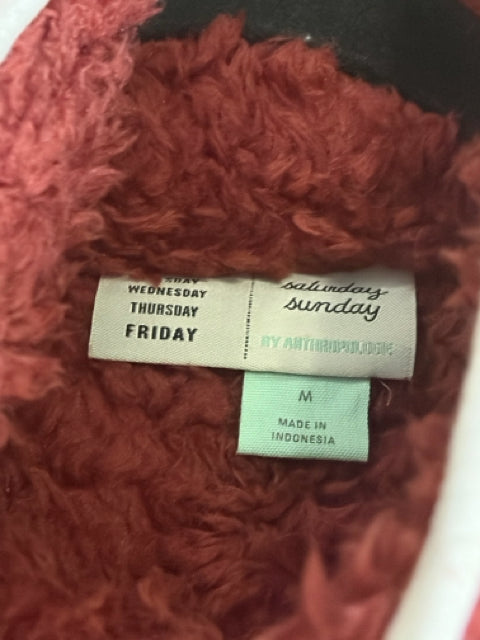 WEDNESDAY
THURSDAY
FRIDAY
saturday
sunday
BY ANTHROPOLOGIE
M
MADE IN
INDONESIA